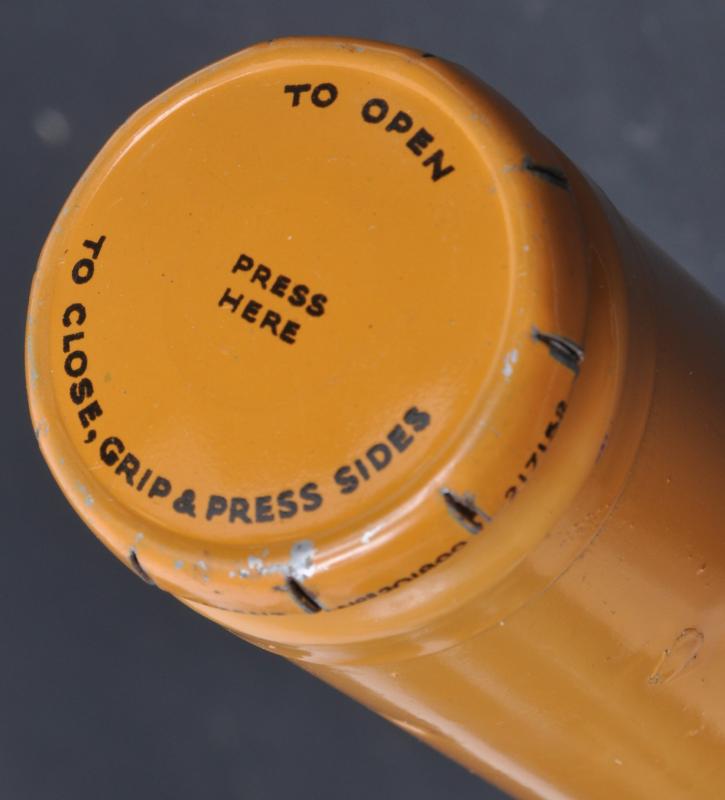 TO OPEN
PRESS
HERE
TO CLOSE, GRIP & PRESS SIDES